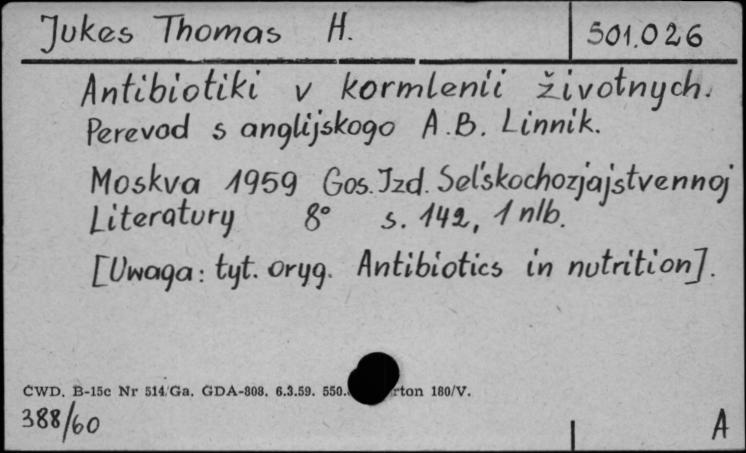 Jukes Thomas H.
501.026
Antibiotiki v kormlenii životnych.
Perevod s anglijskogo A.B. Linnik.
Moskva 1959 Gos. Izd. Sel'skochozjajstvennoj
Literatury 8° s. 142, 1 nlb.
[Uwaga: tyt. oryg. Antibiotics in nutrition].
CWD. B-15c Nr 514/Ga. GDA-808. 6.3.59. 550. rton 180/V.
388/60
A